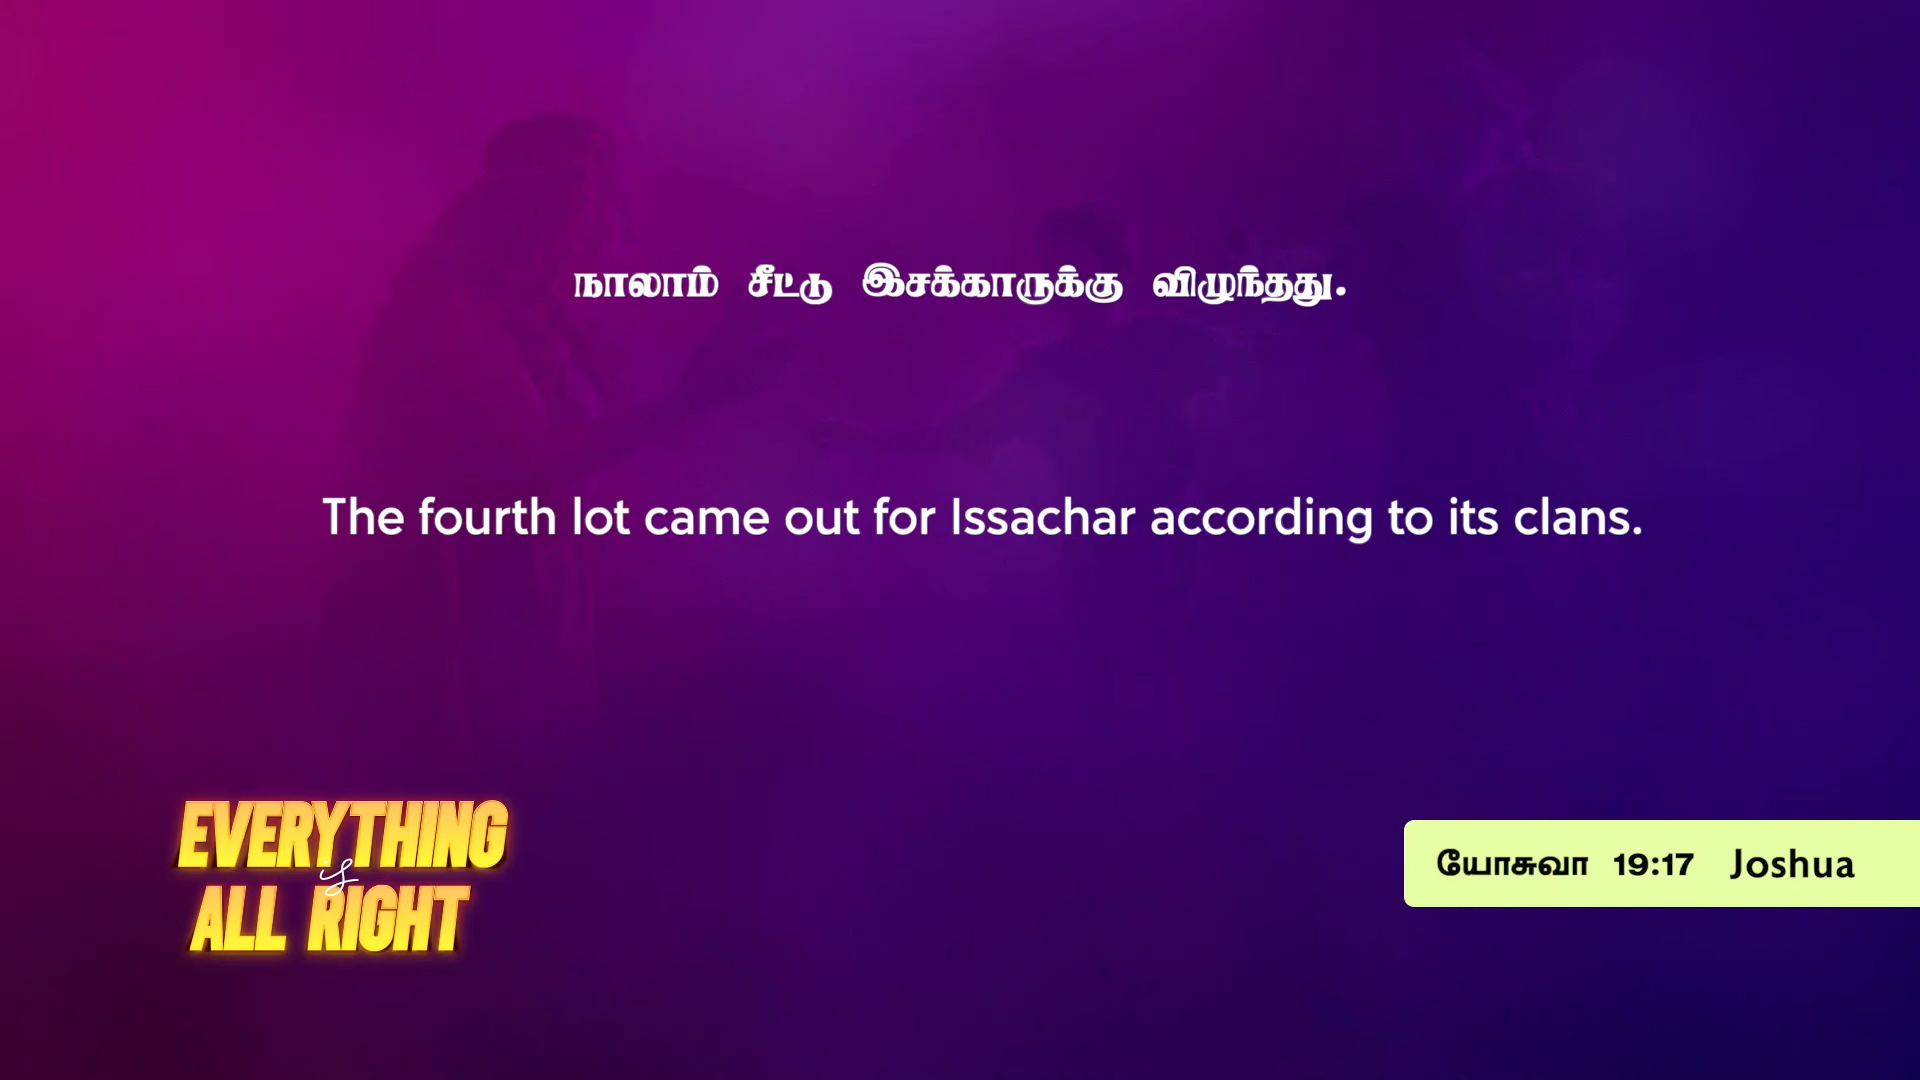 நாலாம் சீட்டு இசக்காருக்கு விழுந்தது.
The fourth lot came out for Issachar according to its clans.
EVERYTHING
is
ALL RIGHT
யோசுவா 19:17 Joshua